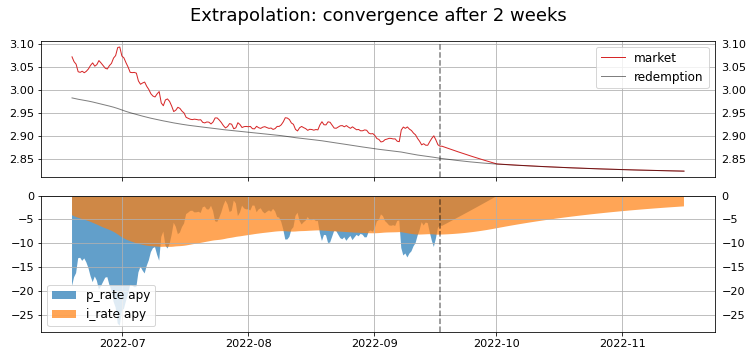 Extrapolation: convergence after 2 weeks
3.10 3.10
3.05 3.05
3.00 3.00
2.95 2.95
2.90 2.90
2.85 2.85
market
redemption
0 0
−5 −5
−10 −10
−15 −15
−20 −20
−25 −25
p_rate apy
i_rate apy
2022-07 2022-08 2022-09 2022-10 2022-11